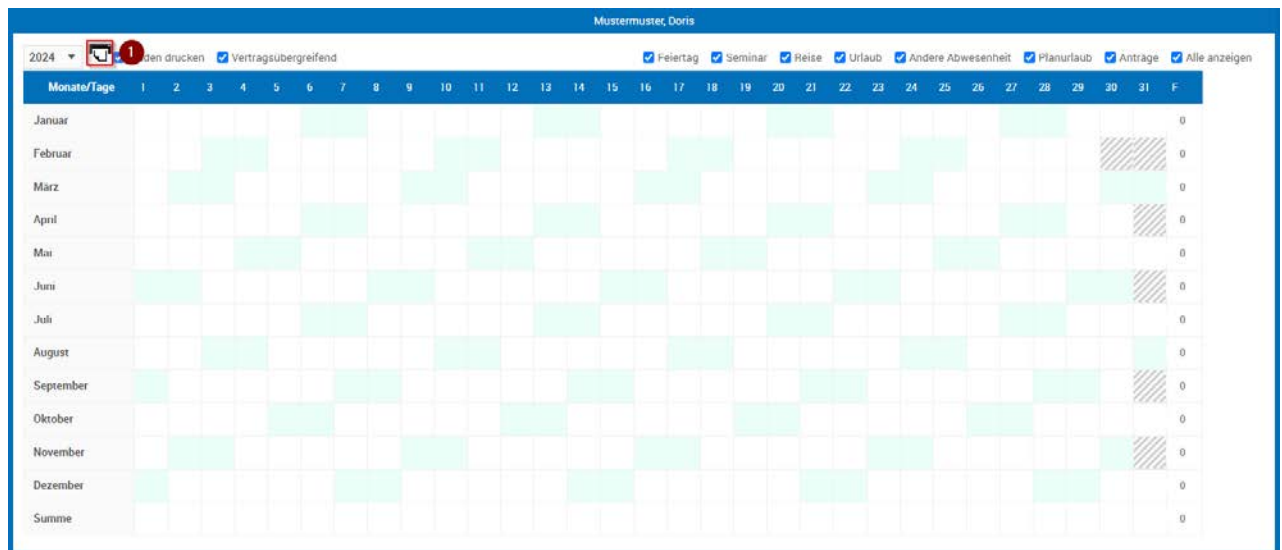 Mustermuster, Doris
2024 1 den drucken Vertragsübergreifend Feiertag Seminar Reise Urlaub Andere Abwesenheit Planurlaub Anträge Alle anzeigen
Monate/Tage 1 2 3 4 5 6 7 8 9 10 11 12 13 14 15 16 17 18 19 20 21 22 23 24 25 26 27 28 29 30 31 F
Januar 0
Februar 0
März 0
April 0
Mai 0
Juni 0
Juli 0
August 0
September 0
Oktober 0
November 0
Dezember 0
Summe 0